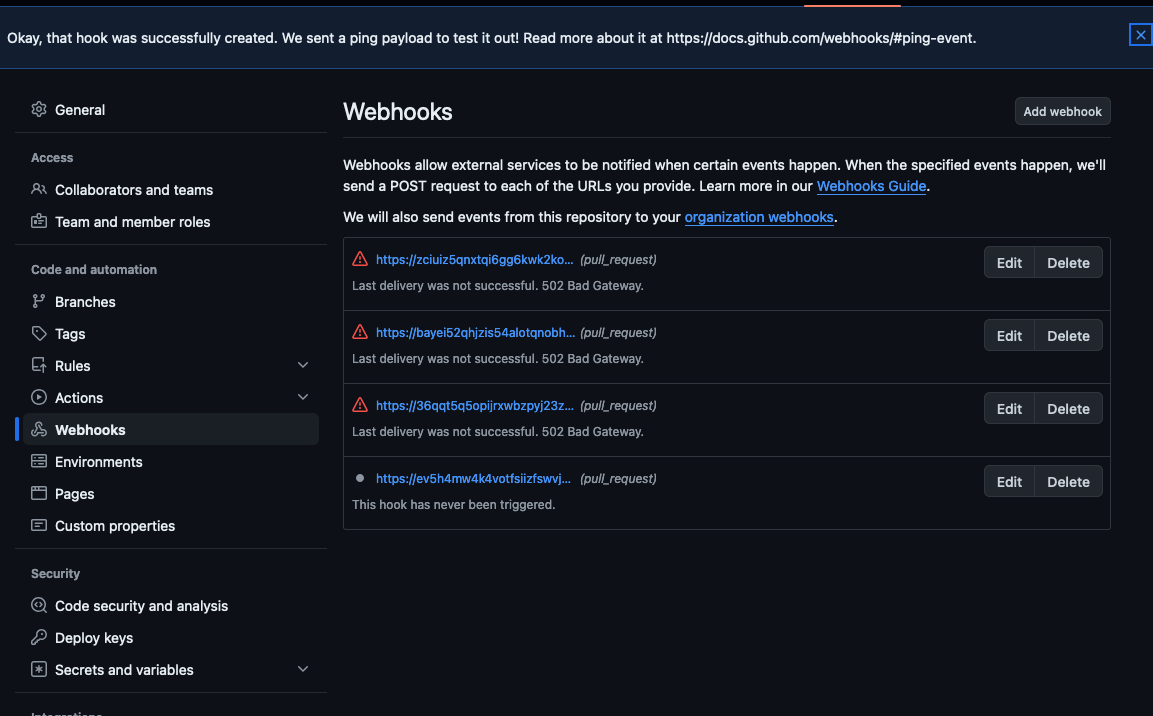 Okay, that hook was successfully created. We sent a ping payload to test it out! Read more about it at https://docs.github.com/webhooks/#ping-event.
General
Access
Collaborators and teams
Team and member roles
Code and automation
Branches
Tags
Rules
Actions
Webhooks
Environments
Pages
Custom properties
Security
Code security and analysis
Deploy keys
Secrets and variables
Integrations
Webhooks
Add webhook
Webhooks allow external services to be notified when certain events happen. When the specified events happen, we'll
send a POST request to each of the URLs you provide. Learn more in our Webhooks Guide.
We will also send events from this repository to your organization webhooks.
https://zciuiz5qnxtqi6gg6kwk2ko... (pull_request)
Edit Delete
Last delivery was not successful. 502 Bad Gateway.
https://bayei52qhjzis54alotqnobh... (pull_request)
Edit Delete
Last delivery was not successful. 502 Bad Gateway.
https://36qqt5q5opijrxwbzpyj23z... (pull_request)
Edit Delete
Last delivery was not successful. 502 Bad Gateway.
https://ev5h4mw4k4votfsiizfswvj... (pull_request)
Edit Delete
This hook has never been triggered.